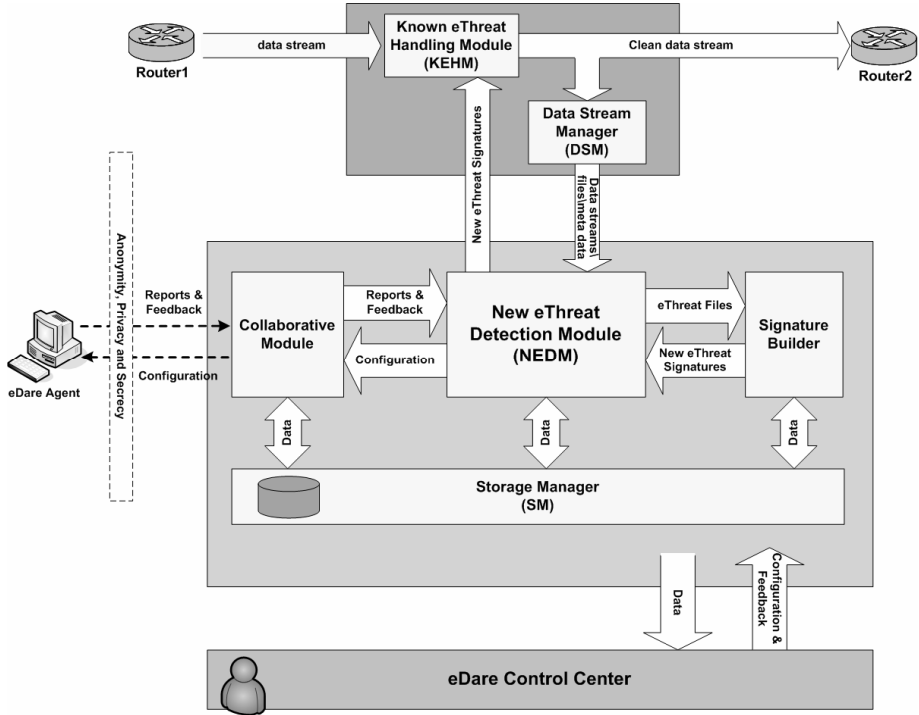 Known eThreat
Handling Module
(KEHM)
data stream
Clean data stream
Router1
Router2
Data Stream
Manager
(DSM)
New eThreat Signatures
Data streams\
files\meta data
Anonymity, Privacy and Secrecy
Reports &
Feedback
Configuration
eDare Agent
Collaborative
Module
Reports &
Feedback
Configuration
New eThreat
Detection Module
(NEDM)
eThreat Files
New eThreat
Signatures
Signature
Builder
Data
Data
Data
Storage Manager
(SM)
Data
Configuration &
Feedback
eDare Control Center